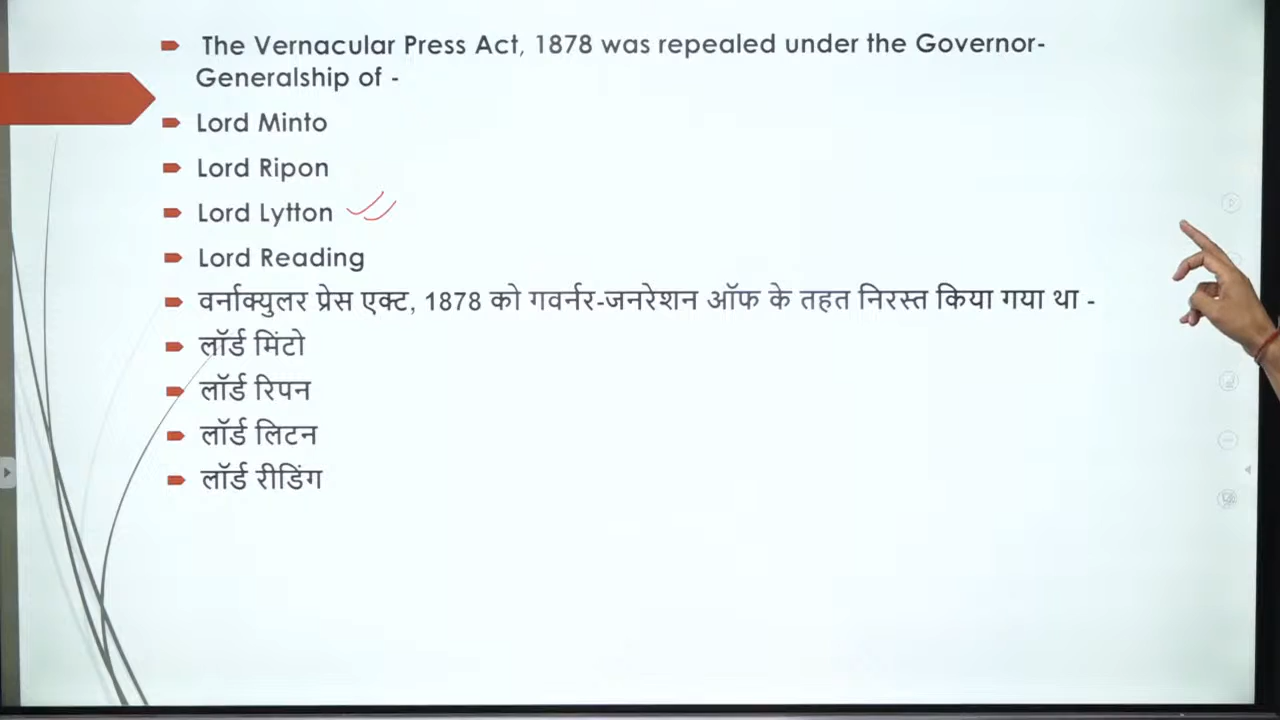 The Vernacular Press Act, 1878 was repealed under the Governor-
Generalship of -
Lord Minto
Lord Ripon
Lord Lytton
Lord Reading
वर्नाक्युलर प्रेस एक्ट, 1878 को गवर्नर-जनरेशन ऑफ के तहत निरस्त किया गया था -
लॉर्ड मिंटो
लॉर्ड रिपन
लॉर्ड लिटन
लॉर्ड रीडिंग